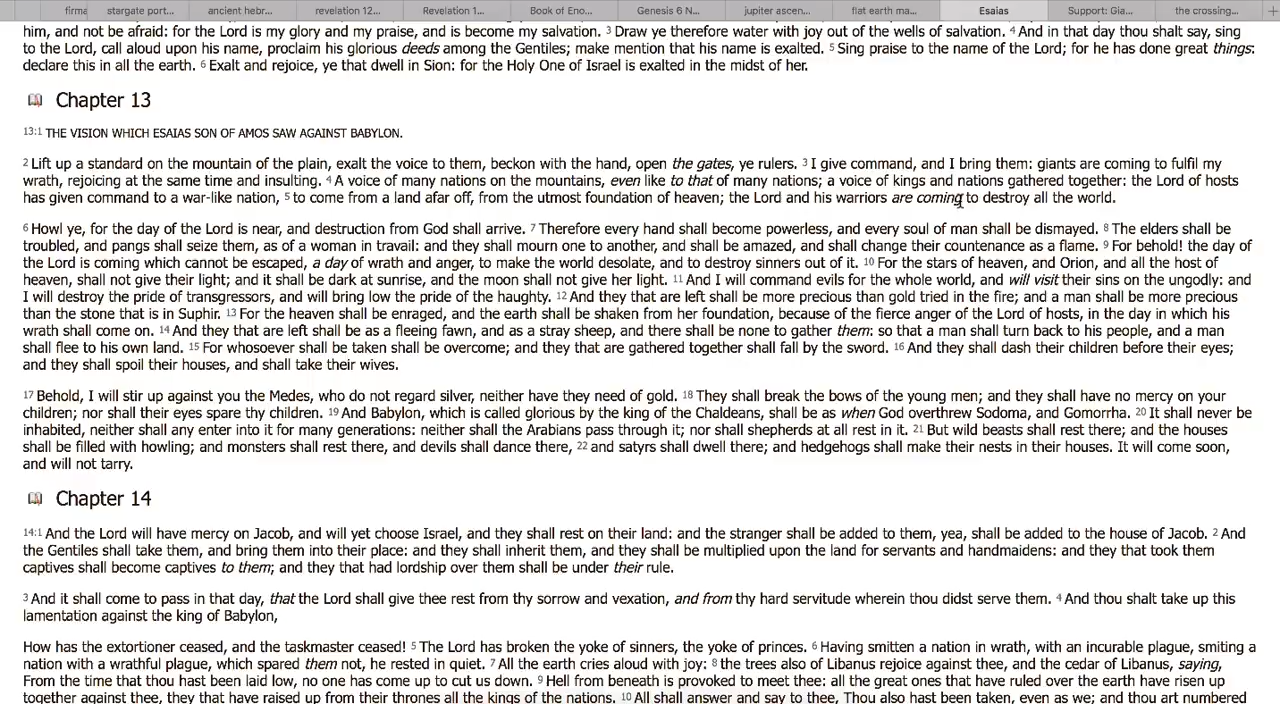 firma
stargate port...
ancient hebr...
revelation 12...
Revelation 1...
Book of Eno...
Genesis 6 N...
jupiter ascen...
flat earth ma...
Esaias
Support: Gia...
the crossing...
him, and not be afraid: for the Lord is my glory and my praise, and is become my salvation. 3 Draw ye therefore water with joy out of the wells of salvation. 4 And in that day thou shalt say, sing
to the Lord, call aloud upon his name, proclaim his glorious deeds among the Gentiles; make mention that his name is exalted. 5 Sing praise to the name of the Lord; for he has done great things:
declare this in all the earth. 6 Exalt and rejoice, ye that dwell in Sion: for the Holy One of Israel is exalted in the midst of her.
Chapter 13
13:1 THE VISION WHICH ESAIAS SON OF AMOS SAW AGAINST BABYLON.
2 Lift up a standard on the mountain of the plain, exalt the voice to them, beckon with the hand, open the gates, ye rulers. 3 I give command, and I bring them: giants are coming to fulfil my
wrath, rejoicing at the same time and insulting. 4 A voice of many nations on the mountains, even like to that of many nations; a voice of kings and nations gathered together: the Lord of hosts
has given command to a war-like nation, 5 to come from a land afar off, from the utmost foundation of heaven; the Lord and his warriors are coming to destroy all the world.
6 Howl ye, for the day of the Lord is near, and destruction from God shall arrive. 7 Therefore every hand shall become powerless, and every soul of man shall be dismayed. 8 The elders shall be
troubled, and pangs shall seize them, as of a woman in travail: and they shall mourn one to another, and shall be amazed, and shall change their countenance as a flame. 9 For behold! the day of
the Lord is coming which cannot be escaped, a day of wrath and anger, to make the world desolate, and to destroy sinners out of it. 10 For the stars of heaven, and Orion, and all the host of
heaven, shall not give their light; and it shall be dark at sunrise, and the moon shall not give her light. 11 And I will command evils for the whole world, and will visit their sins on the ungodly: and
I will destroy the pride of transgressors, and will bring low the pride of the haughty. 12 And they that are left shall be more precious than gold tried in the fire; and a man shall be more precious
than the stone that is in Suphir. 13 For the heaven shall be enraged, and the earth shall be shaken from her foundation, because of the fierce anger of the Lord of hosts, in the day in which his
wrath shall come on. 14 And they that are left shall be as a fleeing fawn, and as a stray sheep, and there shall be none to gather them: so that a man shall turn back to his people, and a man
shall flee to his own land. 15 For whosoever shall be taken shall be overcome; and they that are gathered together shall fall by the sword. 16 And they shall dash their children before their eyes;
and they shall spoil their houses, and shall take their wives.
17 Behold, I will stir up against you the Medes, who do not regard silver, neither have they need of gold. 18 They shall break the bows of the young men; and they shall have no mercy on your
children; nor shall their eyes spare thy children. 19 And Babylon, which is called glorious by the king of the Chaldeans, shall be as when God overthrew Sodoma, and Gomorrha. 20 It shall never be
inhabited, neither shall any enter into it for many generations: neither shall the Arabians pass through it; nor shall shepherds at all rest in it. 21 But wild beasts shall rest there; and the houses
shall be filled with howling; and monsters shall rest there, and devils shall dance there, 22 and satyrs shall dwell there; and hedgehogs shall make their nests in their houses. It will come soon,
and will not tarry.
Chapter 14
14:1 And the Lord will have mercy on Jacob, and will yet choose Israel, and they shall rest on their land: and the stranger shall be added to them, yea, shall be added to the house of Jacob. 2 And
the Gentiles shall take them, and bring them into their place: and they shall inherit them, and they shall be multiplied upon the land for servants and handmaidens: and they that took them
captives shall become captives to them; and they that had lordship over them shall be under their rule.
3 And it shall come to pass in that day, that the Lord shall give thee rest from thy sorrow and vexation, and from thy hard servitude wherein thou didst serve them. 4 And thou shalt take up this
lamentation against the king of Babylon,
How has the extortioner ceased, and the taskmaster ceased! 5 The Lord has broken the yoke of sinners, the yoke of princes. 6 Having smitten a nation in wrath, with an incurable plague, smiting a
nation with a wrathful plague, which spared them not, he rested in quiet. 7 All the earth cries aloud with joy: 8 the trees also of Libanus rejoice against thee, and the cedar of Libanus, saying,
From the time that thou hast been laid low, no one has come up to cut us down. 9 Hell from beneath is provoked to meet thee: all the great ones that have ruled over the earth have risen up
together against thee, they that have raised up from their thrones all the kings of the nations. 10 All shall answer and say to thee, Thou also hast been taken, even as we; and thou art numbered